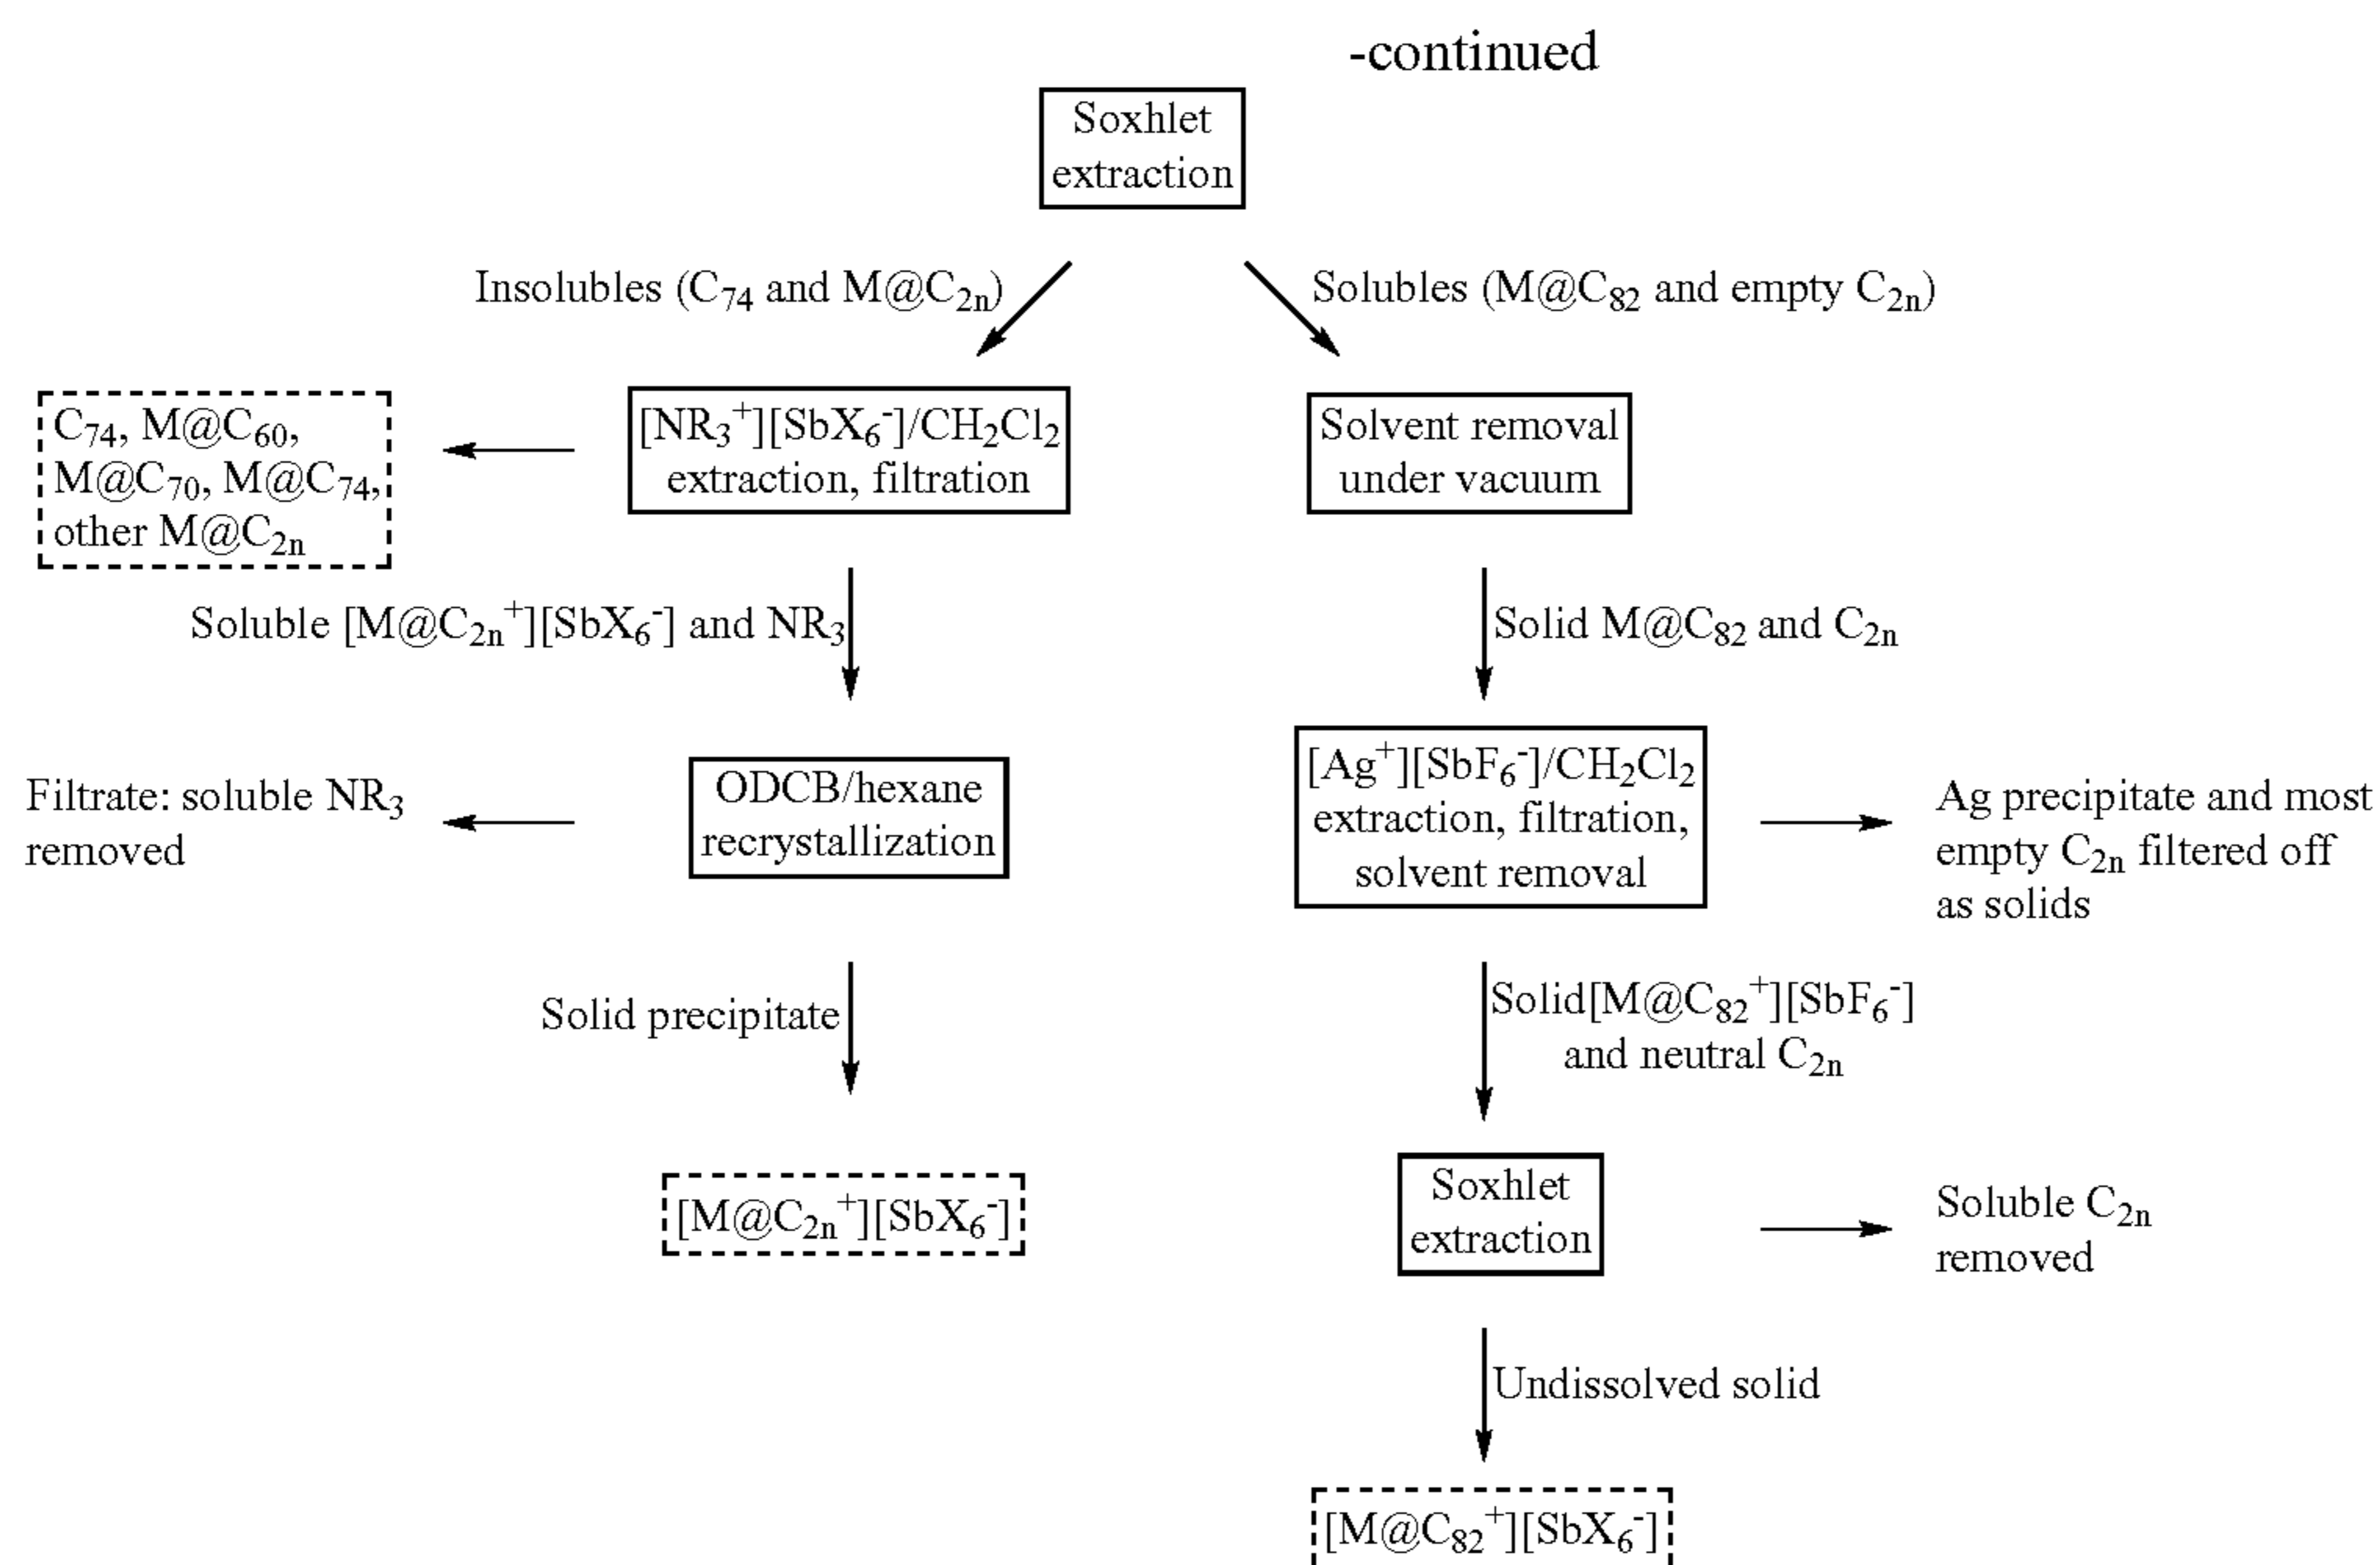 -continued
Soxhlet
extraction
Insolubles (C₇₄ and M@C₂ₙ)
Solubles (M@C₈₂ and empty C₂ₙ)
C₇₄, M@C₆₀,
M@C₇₀, M@C₇₄,
other M@C₂ₙ
[NR₃⁺][SbX₆⁻]/CH₂Cl₂
extraction, filtration
Solvent removal
under vacuum
Soluble [M@C₂ₙ⁺][SbX₆⁻] and NR₃
Solid M@C₈₂ and C₂ₙ
Filtrate: soluble NR₃
removed
ODCB/hexane
recrystallization
[Ag⁺][SbF₆⁻]/CH₂Cl₂
extraction, filtration,
solvent removal
Ag precipitate and most
empty C₂ₙ filtered off
as solids
Solid precipitate
Solid[M@C₈₂⁺][SbF₆⁻]
and neutral C₂ₙ
[M@C₂ₙ⁺][SbX₆⁻]
Soxhlet
extraction
Soluble C₂ₙ
removed
Undissolved solid
[M@C₈₂⁺][SbX₆⁻]